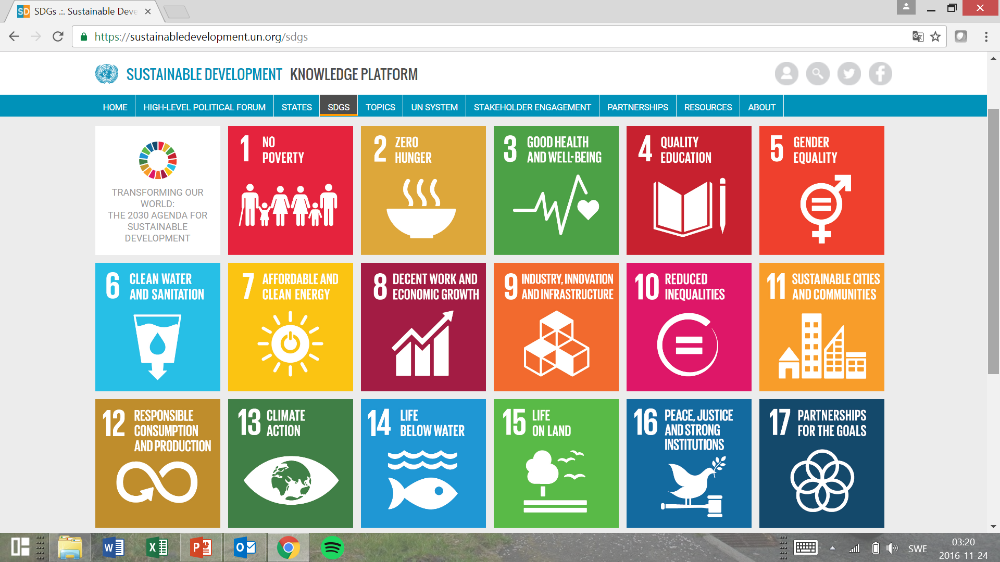 SD SDGs .:. Sustainable Deve
https://sustainabledevelopment.un.org/sdgs
SUSTAINABLE DEVELOPMENT KNOWLEDGE PLATFORM
HOME HIGH-LEVEL POLITICAL FORUM STATES SDGS TOPICS UN SYSTEM STAKEHOLDER ENGAGEMENT PARTNERSHIPS RESOURCES ABOUT
TRANSFORMING OUR
WORLD:
THE 2030 AGENDA FOR
SUSTAINABLE
DEVELOPMENT
1 NO
POVERTY
2 ZERO
HUNGER
3 GOOD HEALTH
AND WELL-BEING
4 QUALITY
EDUCATION
5 GENDER
EQUALITY
6 CLEAN WATER
AND SANITATION
7 AFFORDABLE AND
CLEAN ENERGY
8 DECENT WORK AND
ECONOMIC GROWTH
9 INDUSTRY, INNOVATION
AND INFRASTRUCTURE
10 REDUCED
INEQUALITIES
11 SUSTAINABLE CITIES
AND COMMUNITIES
12 RESPONSIBLE
CONSUMPTION
AND PRODUCTION
13 CLIMATE
ACTION
14 LIFE
BELOW WATER
15 LIFE
ON LAND
16 PEACE, JUSTICE
AND STRONG
INSTITUTIONS
17 PARTNERSHIPS
FOR THE GOALS
SWE
03:20
2016-11-24